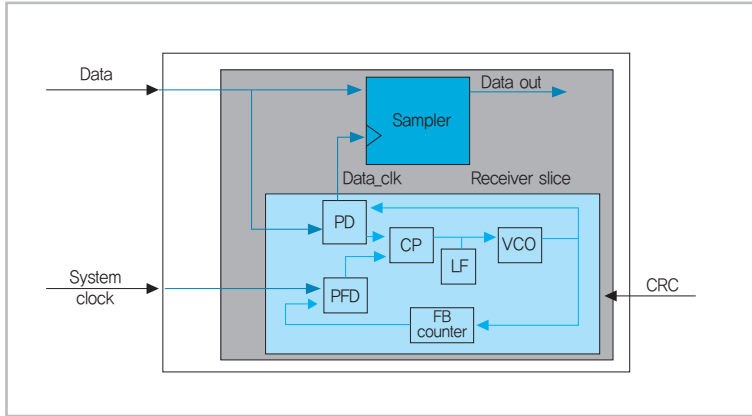 Data
Data out
Sampler
Data_clk
Receiver slice
PD
CP
VCO
LF
System
clock
PFD
CRC
FB
counter